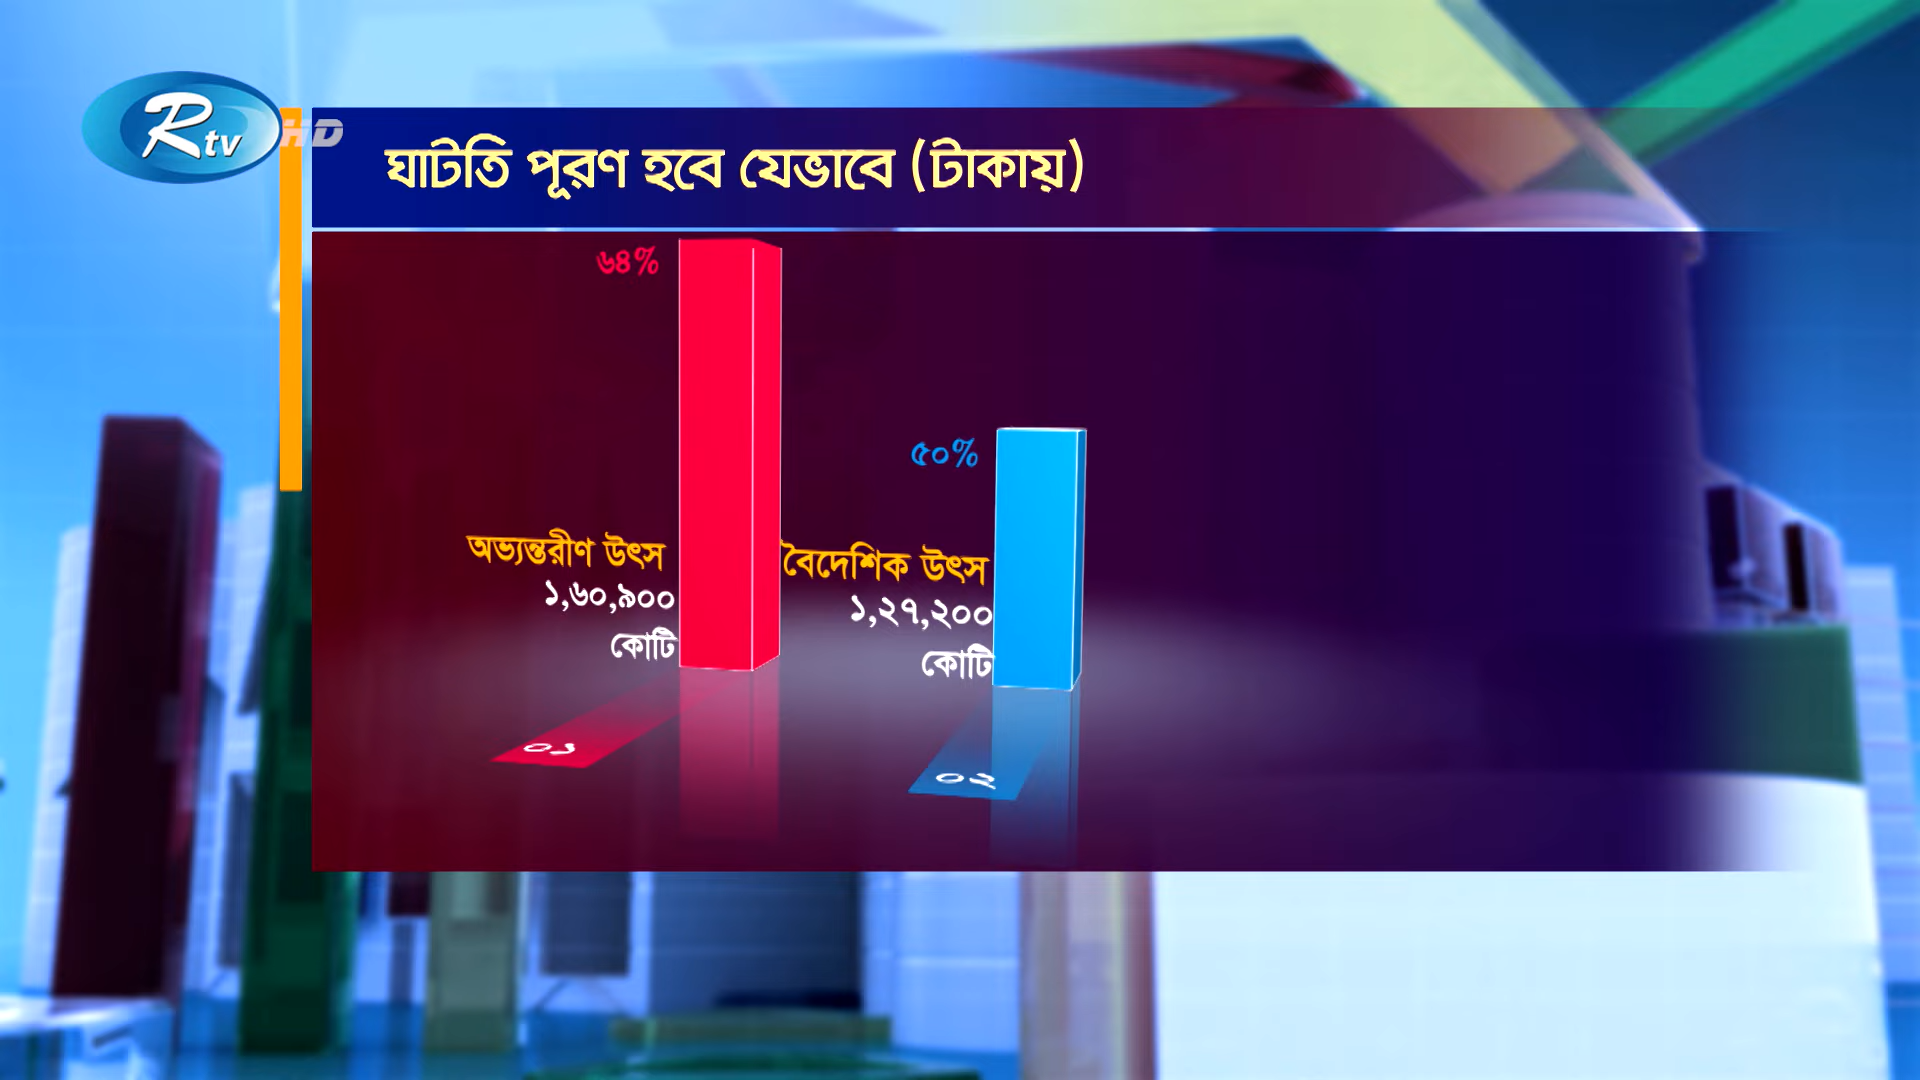 Rtv HD
ঘাটতি পূরণ হবে যেভাবে (টাকায়)
৬৪%
অভ্যন্তরীণ উৎস
১,৬০,৯০০
কোটি
০১
৫০%
বৈদেশিক উৎস
১,২৭,২০০
কোটি
০২